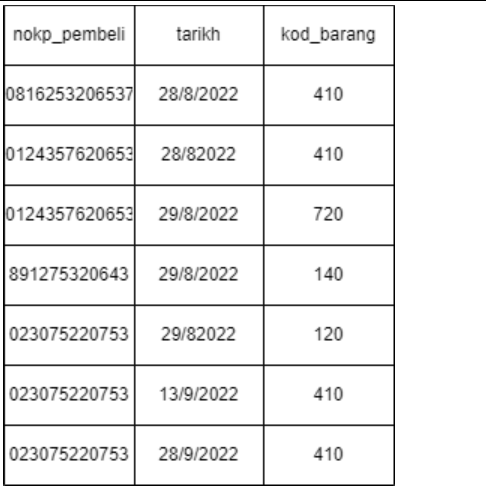 nokp_pembeli tarikh kod_barang
0816253206537 28/8/2022 410
0124357620653 28/82022 410
0124357620653 29/8/2022 720
891275320643 29/8/2022 140
023075220753 29/82022 120
023075220753 13/9/2022 410
023075220753 28/9/2022 410